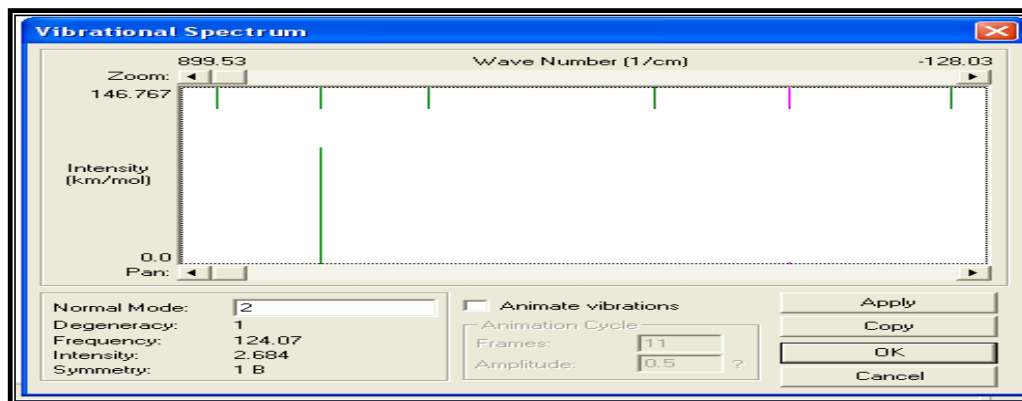 Vibrational Spectrum
899.53 Wave Number (1/cm) -128.03
Zoom:
146.767
Intensity
(km/mol)
0.0
Pan:
Normal Mode: 2
Degeneracy: 1
Frequency: 124.07
Intensity: 2.684
Symmetry: 1 B
Animate vibrations
Animation Cycle
Frames: 11
Amplitude: 0.5 ?
Apply
Copy
OK
Cancel